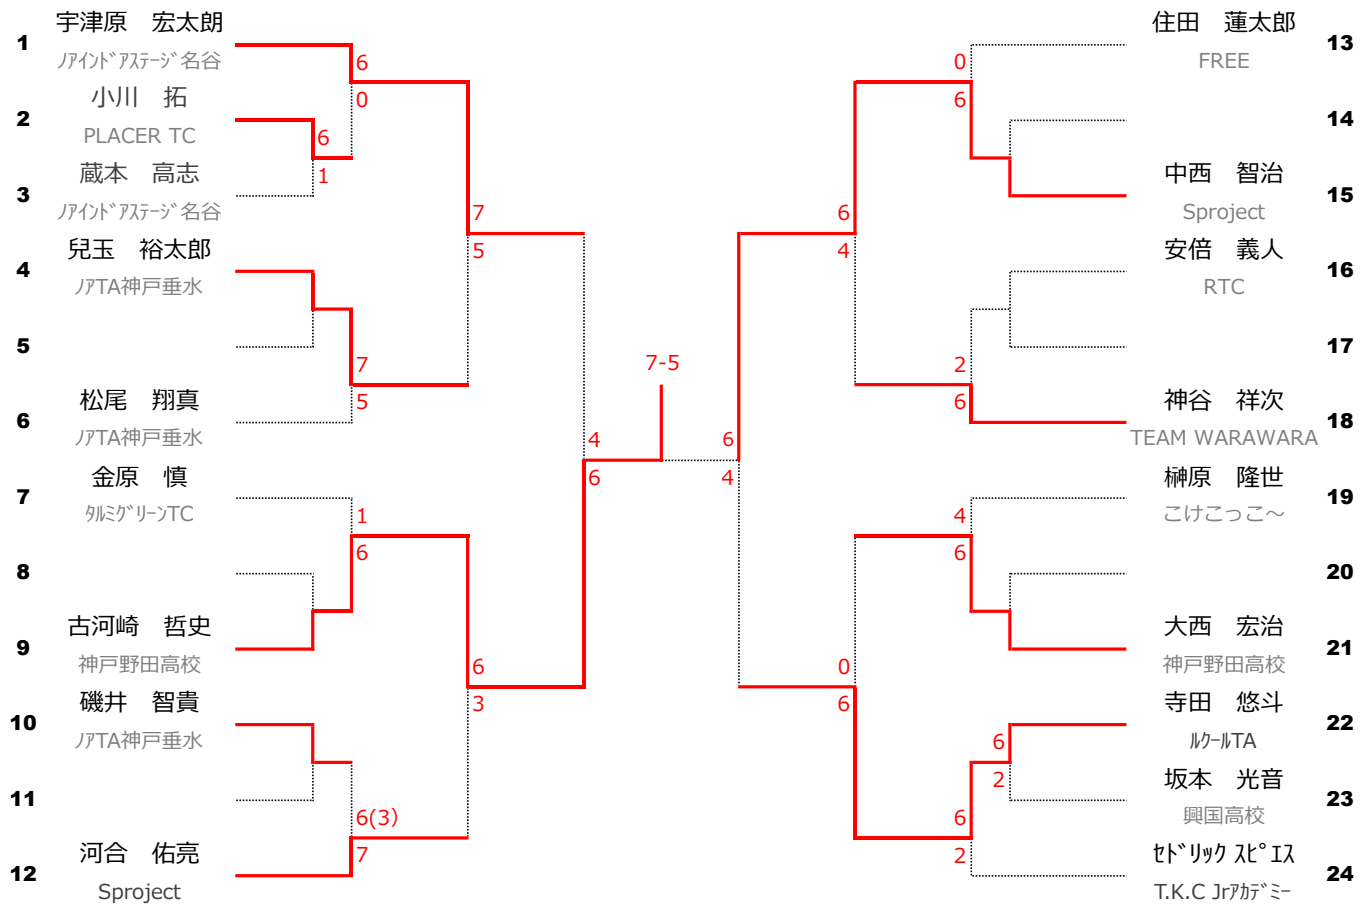 宇津原　宏太朗
1
ﾉｱｲﾝﾄﾞｱｽﾃｰｼﾞ名谷
6
小川　拓
0
2
PLACER TC
6
蔵本　高志
1
3
ﾉｱｲﾝﾄﾞｱｽﾃｰｼﾞ名谷
7
兒玉　裕太郎
5
4
ﾉｱTA神戸垂水
5
7
松尾　翔真
5
6
ﾉｱTA神戸垂水
4
金原　慎
6
7
ﾀﾙﾐｸﾞﾘｰﾝTC
1
6
8
古河崎　哲史
9
神戸野田高校
6
磯井　智貴
3
10
ﾉｱTA神戸垂水
11
6(3）
河合　佑亮
7
12
Sproject
7-5
住田　蓮太郎
13
FREE
0
6
14
中西　智治
15
Sproject
6
安倍　義人
4
16
RTC
17
2
神谷　祥次
6
18
TEAM WARAWARA
6
榊原　隆世
4
19
こけこっこ～
4
6
20
大西　宏治
21
神戸野田高校
0
寺田　悠斗
6
22
ﾙｸｰﾙTA
6
坂本　光音
2
23
興国高校
6
ｾﾄﾞﾘｯｸ ｽﾋﾟｴｽ
2
24
T.K.C Jrｱｶﾃﾞﾐｰ